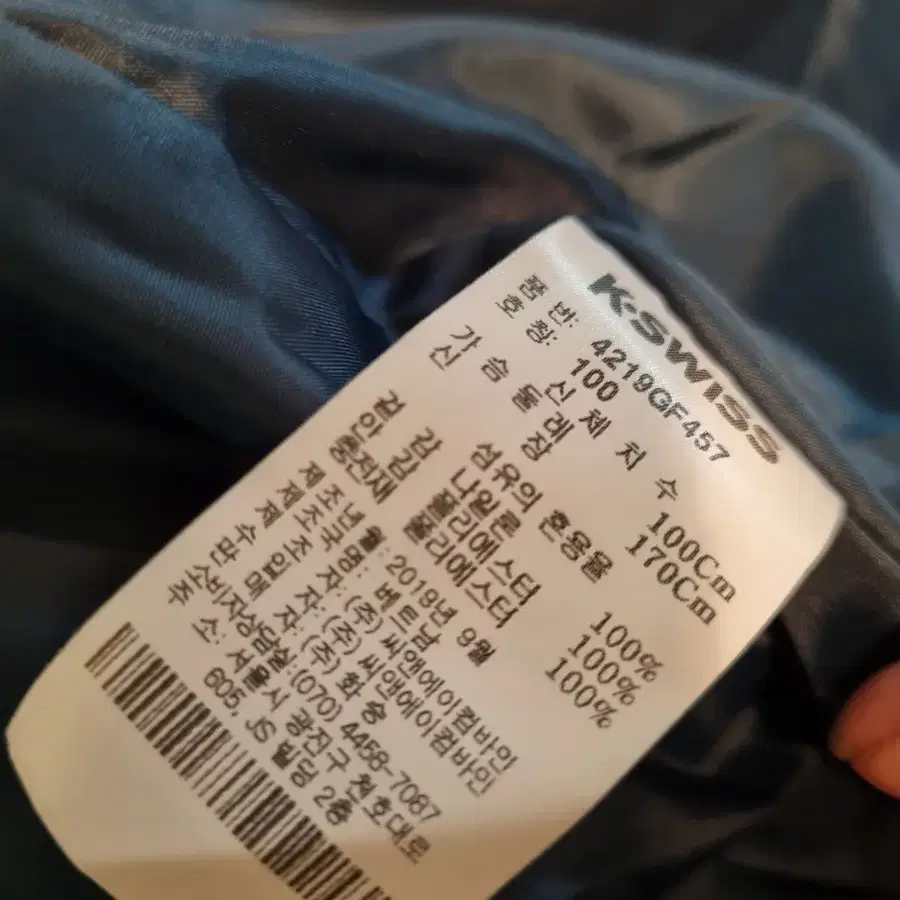 K·SWISS
품 번: 4219GF457
호 칭: 100
신 체 치 수
가 슴 둘 레 100Cm
신 장 170Cm
섬유의 혼용율
겉 감 나일론 100%
안 감 폴리에스터 100%
충전재 폴리에스터 100%
제 조 년 월: 2019년 9월
제 조 국 명: 베트남
제 조 자: (주) 씨앤에이컴바인
수 입 자: (주) 화 승
판 매 자: (주) 씨앤에이컴바인
소비자상담실:(070) 4458-7087
주 소: 서울시 광진구 천호대로
605, JS 빌딩 2층